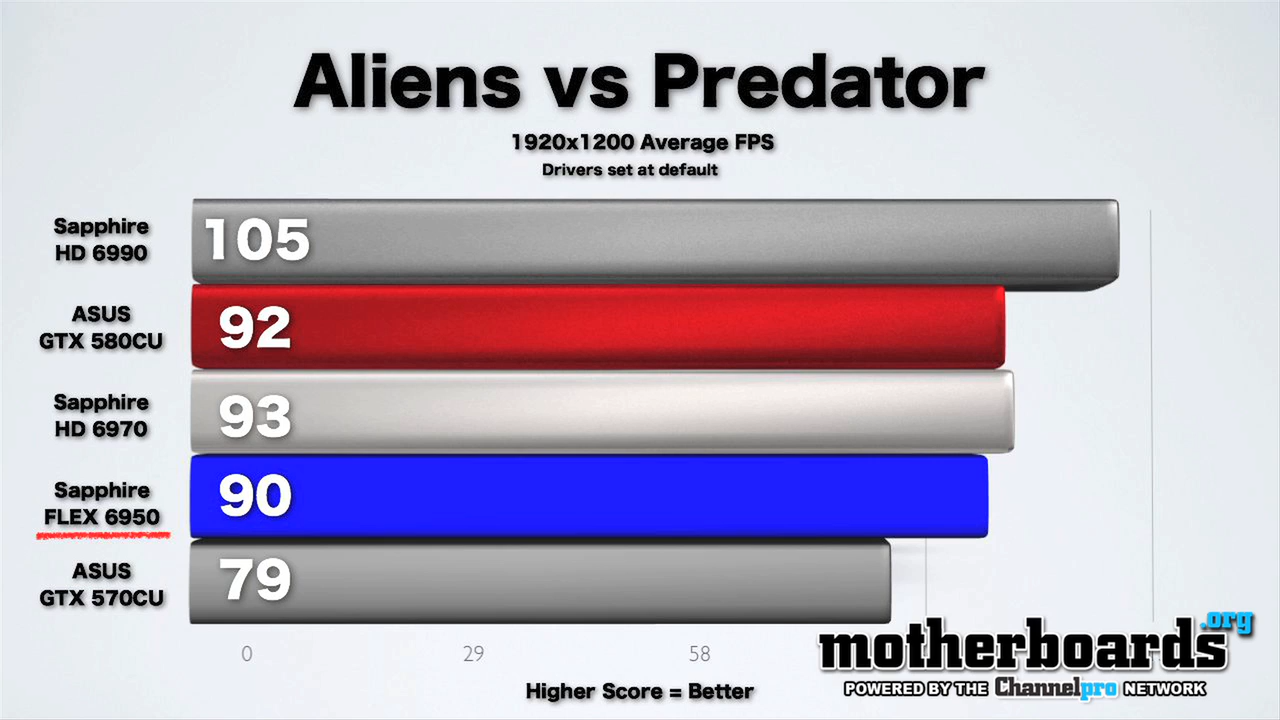 Aliens vs Predator
1920x1200 Average FPS
Drivers set at default
Sapphire
HD 6990
105
ASUS
GTX 580CU
92
Sapphire
HD 6970
93
Sapphire
FLEX 6950
90
ASUS
GTX 570CU
79
0 29 58
Higher Score = Better
motherboards.org
POWERED BY THE Channelpro NETWORK